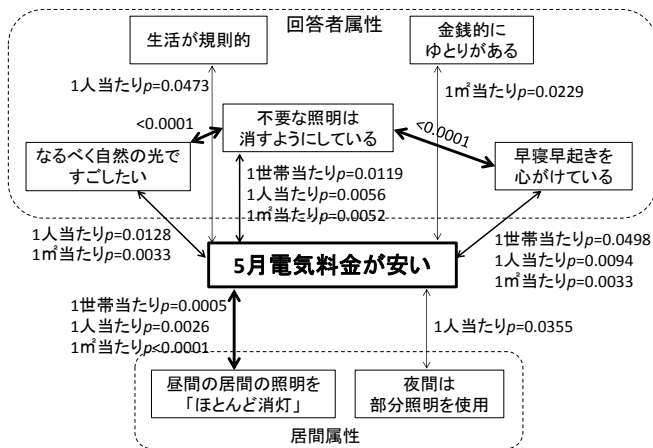 回答者属性
生活が規則的
金銭的に
ゆとりがある
1人当たりp=0.0473
1㎡当たりp=0.0229
<0.0001
不要な照明は
消すようにしている
<0.0001
なるべく自然の光で
すごしたい
早寝早起きを
心がけている
1世帯当たりp=0.0119
1人当たりp=0.0056
1㎡当たりp=0.0052
1人当たりp=0.0128
1㎡当たりp=0.0033
1世帯当たりp=0.0498
1人当たりp=0.0094
1㎡当たりp=0.0033
5月電気料金が安い
1世帯当たりp=0.0005
1人当たりp=0.0026
1㎡当たりp<0.0001
1人当たりp=0.0355
昼間の居間の照明を
「ほとんど消灯」
夜間は
部分照明を使用
居間属性